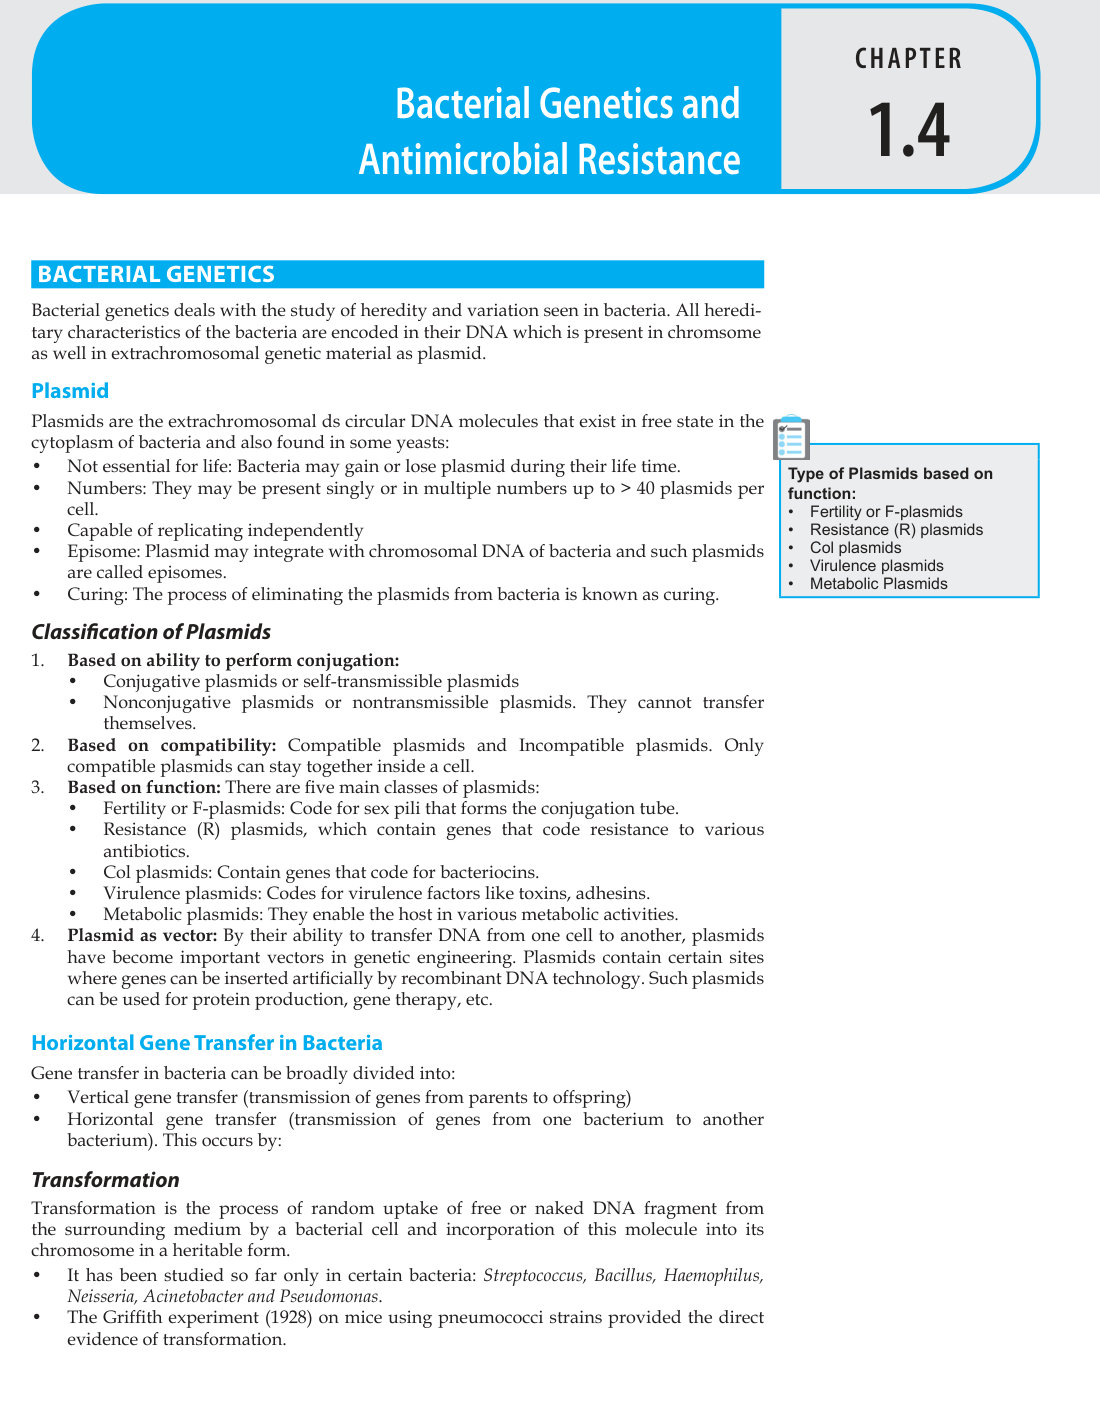 Bacterial Genetics and
Antimicrobial Resistance
CHAPTER
1.4
BACTERIAL GENETICS
Bacterial genetics deals with the study of heredity and variation seen in bacteria. All heredi-
tary characteristics of the bacteria are encoded in their DNA which is present in chromsome
as well in extrachromosomal genetic material as plasmid.
Plasmid
Plasmids are the extrachromosomal ds circular DNA molecules that exist in free state in the
cytoplasm of bacteria and also found in some yeasts:
• Not essential for life: Bacteria may gain or lose plasmid during their life time.
• Numbers: They may be present singly or in multiple numbers up to > 40 plasmids per
cell.
• Capable of replicating independently
• Episome: Plasmid may integrate with chromosomal DNA of bacteria and such plasmids
are called episomes.
• Curing: The process of eliminating the plasmids from bacteria is known as curing.
Type of Plasmids based on
function:
• Fertility or F-plasmids
• Resistance (R) plasmids
• Col plasmids
• Virulence plasmids
• Metabolic Plasmids
Classification of Plasmids
1. Based on ability to perform conjugation:
• Conjugative plasmids or self-transmissible plasmids
• Nonconjugative plasmids or nontransmissible plasmids. They cannot transfer
themselves.
2. Based on compatibility: Compatible plasmids and Incompatible plasmids. Only
compatible plasmids can stay together inside a cell.
3. Based on function: There are five main classes of plasmids:
• Fertility or F-plasmids: Code for sex pili that forms the conjugation tube.
• Resistance (R) plasmids, which contain genes that code resistance to various
antibiotics.
• Col plasmids: Contain genes that code for bacteriocins.
• Virulence plasmids: Codes for virulence factors like toxins, adhesins.
• Metabolic plasmids: They enable the host in various metabolic activities.
4. Plasmid as vector: By their ability to transfer DNA from one cell to another, plasmids
have become important vectors in genetic engineering. Plasmids contain certain sites
where genes can be inserted artificially by recombinant DNA technology. Such plasmids
can be used for protein production, gene therapy, etc.
Horizontal Gene Transfer in Bacteria
Gene transfer in bacteria can be broadly divided into:
• Vertical gene transfer (transmission of genes from parents to offspring)
• Horizontal gene transfer (transmission of genes from one bacterium to another
bacterium). This occurs by:
Transformation
Transformation is the process of random uptake of free or naked DNA fragment from
the surrounding medium by a bacterial cell and incorporation of this molecule into its
chromosome in a heritable form.
• It has been studied so far only in certain bacteria: Streptococcus, Bacillus, Haemophilus,
Neisseria, Acinetobacter and Pseudomonas.
• The Griffith experiment (1928) on mice using pneumococci strains provided the direct
evidence of transformation.